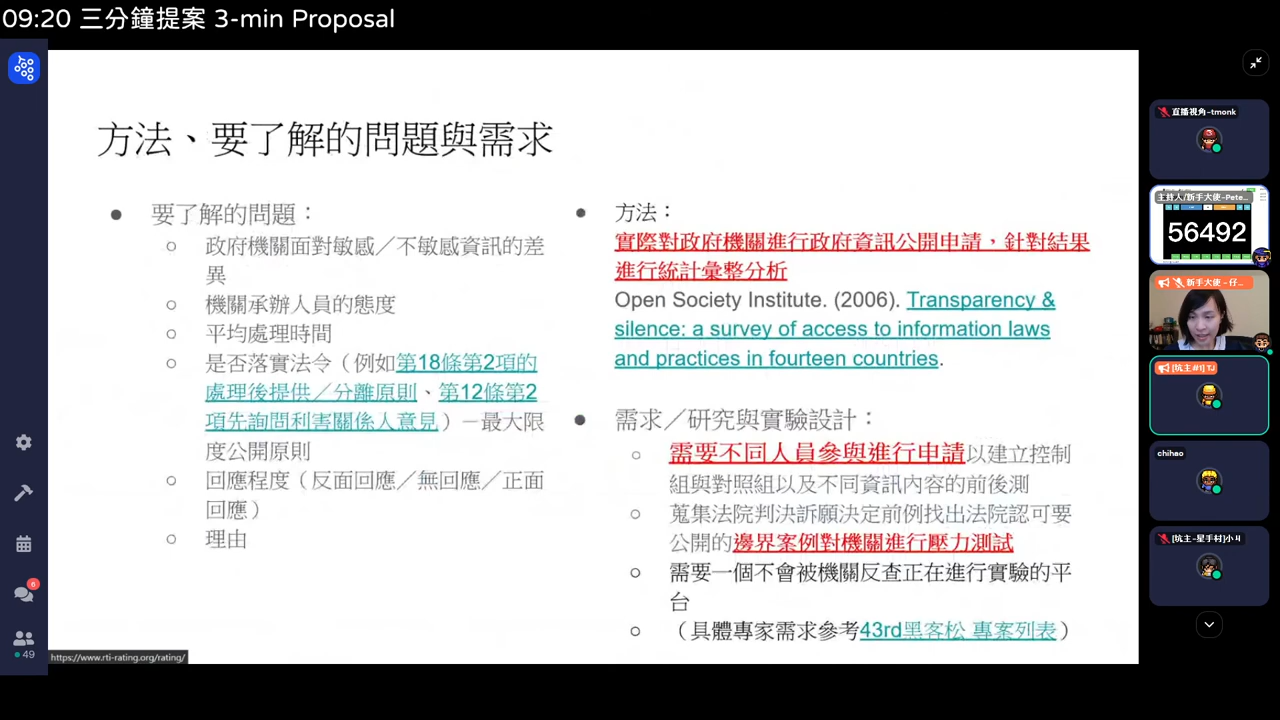 09:20 三分鐘提案 3-min Proposal
方法、要了解的問題與需求
● 要了解的問題：
○ 政府機關面對敏感／不敏感資訊的差
異
○ 機關承辦人員的態度
○ 平均處理時間
○ 是否落實法令（例如第18條第2項的
處理後提供／分離原則、第12條第2
項先詢問利害關係人意見）－最大限
度公開原則
○ 回應程度（反面回應／無回應／正面
回應）
○ 理由
● 方法：
實際對政府機關進行政府資訊公開申請，針對結果
進行統計彙整分析
Open Society Institute. (2006). Transparency &
silence: a survey of access to information laws
and practices in fourteen countries.
● 需求／研究與實驗設計：
○ 需要不同人員參與進行申請以建立控制
組與對照組以及不同資訊內容的前後測
○ 蒐集法院判決訴願決定前例找出法院認可要
公開的邊界案例對機關進行壓力測試
○ 需要一個不會被機關反查正在進行實驗的平
台
○ （具體專家需求參考43rd黑客松 專案列表）
https://www.rti-rating.org/rating/
6
49
直播視角-tmonk
主持人/新手大使-Pete...
56492
新手大使 - 仔...
[坑主#1] TJ
chihao
[坑主-星手村]小ㄐ